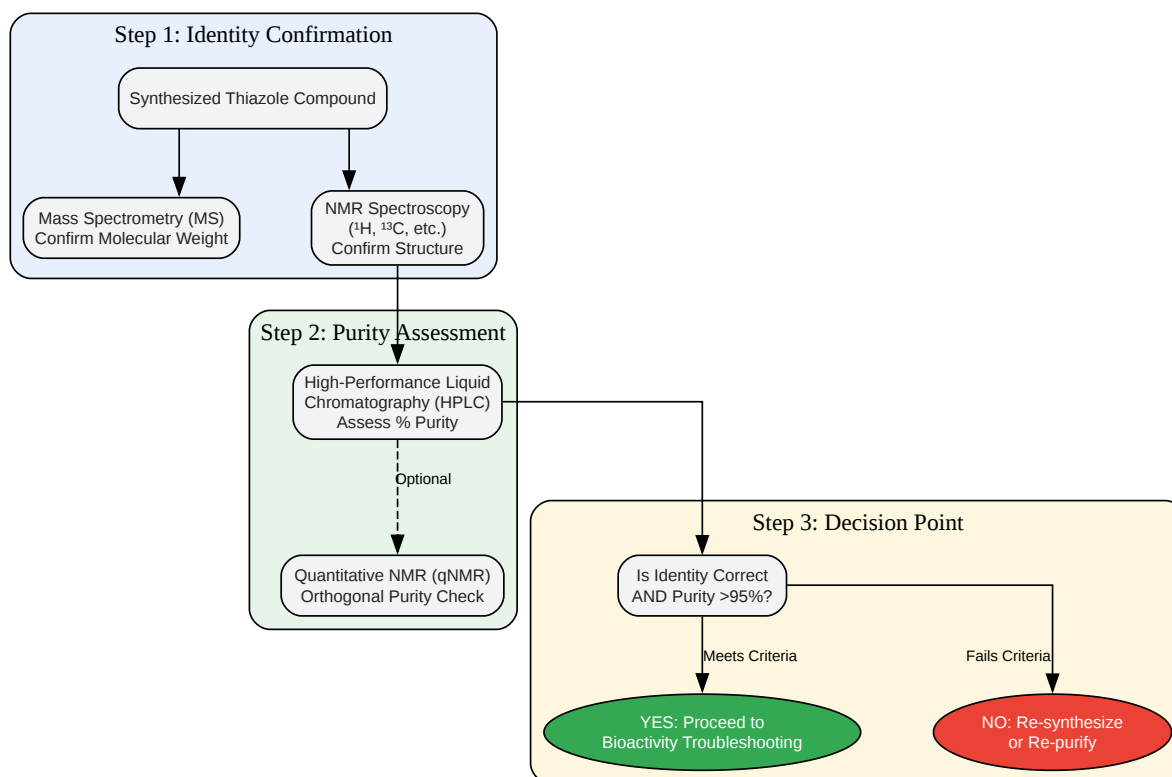 Step 1: Identity Confirmation
Synthesized Thiazole Compound
Mass Spectrometry (MS)
Confirm Molecular Weight
NMR Spectroscopy
(¹H, ¹³C, etc.)
Confirm Structure
Step 2: Purity Assessment
High-Performance Liquid
Chromatography (HPLC)
Assess % Purity
Optional
Quantitative NMR (qNMR)
Orthogonal Purity Check
Step 3: Decision Point
Is Identity Correct
AND Purity >95%?
Meets Criteria
Fails Criteria
YES: Proceed to
Bioactivity Troubleshooting
NO: Re-synthesize
or Re-purify